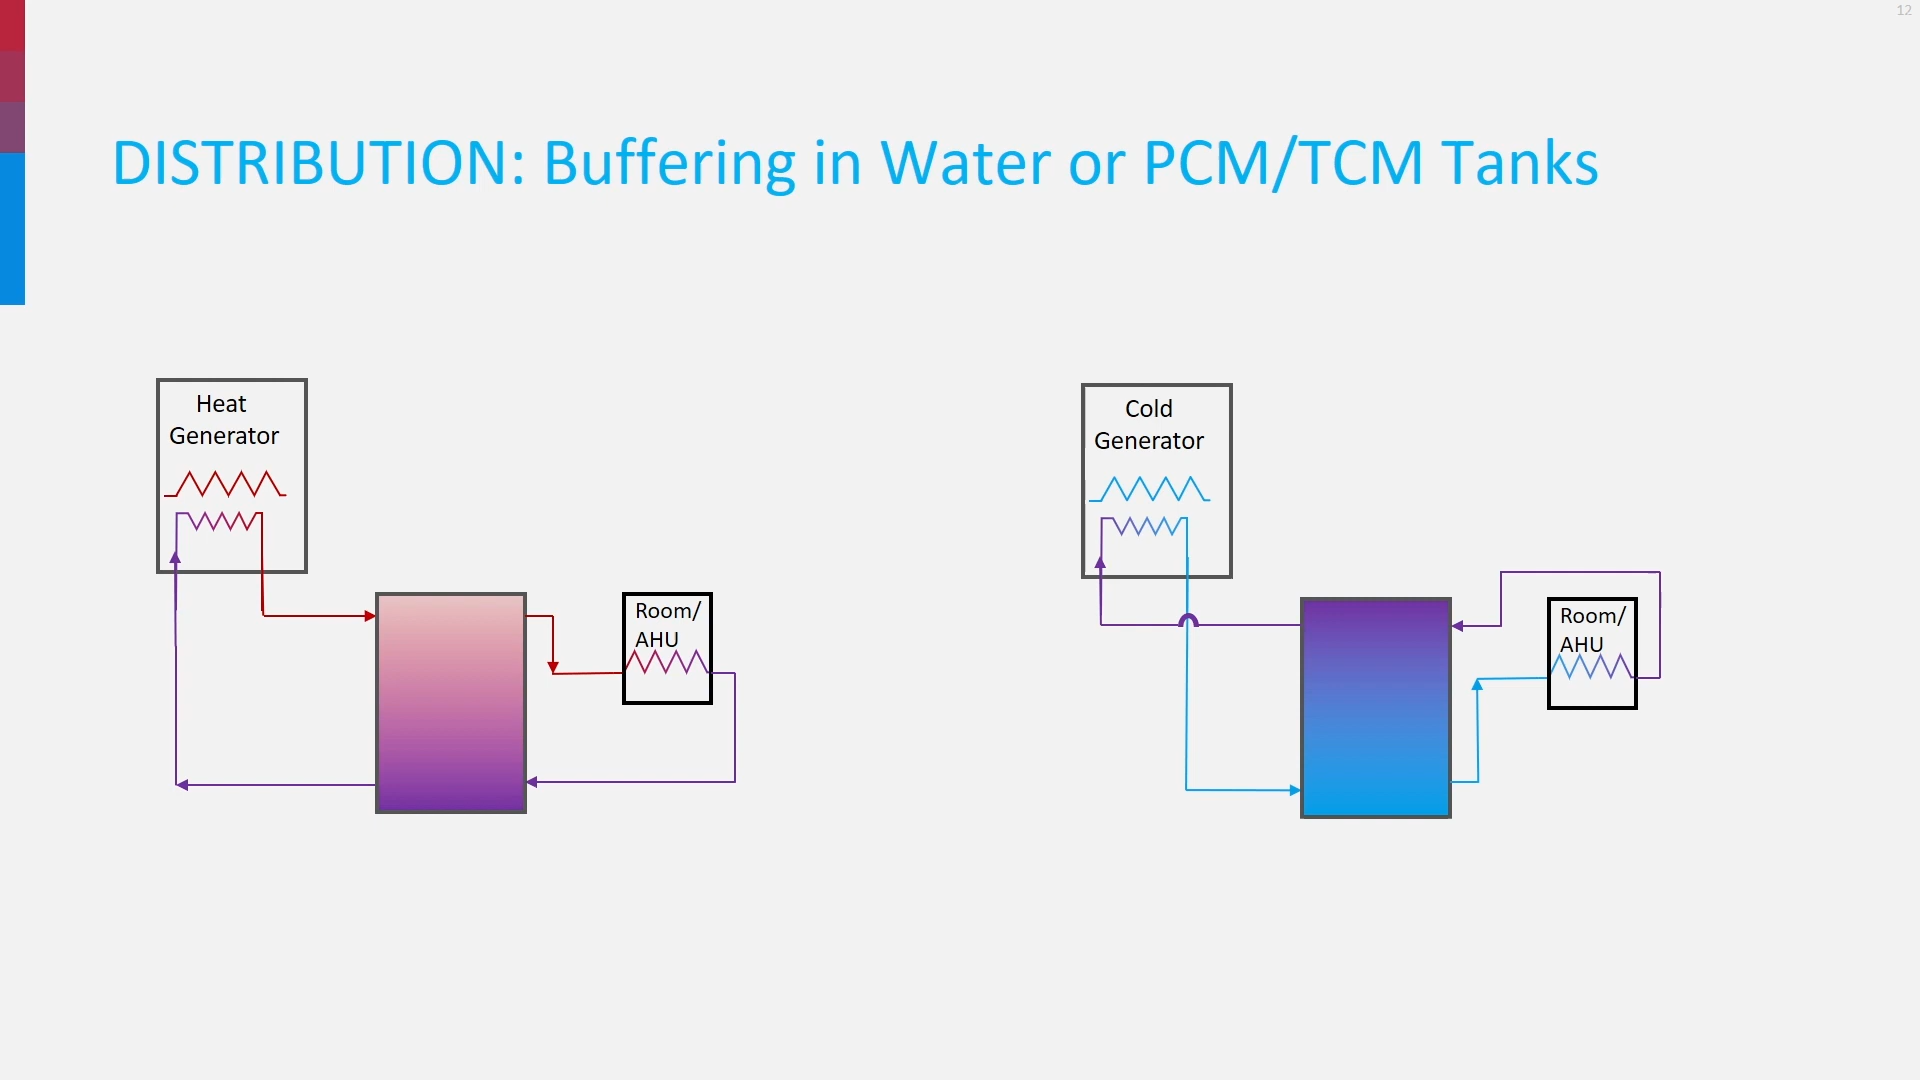 12
DISTRIBUTION: Buffering in Water or PCM/TCM Tanks
Heat
Generator
Room/
AHU
Cold
Generator
Room/
AHU